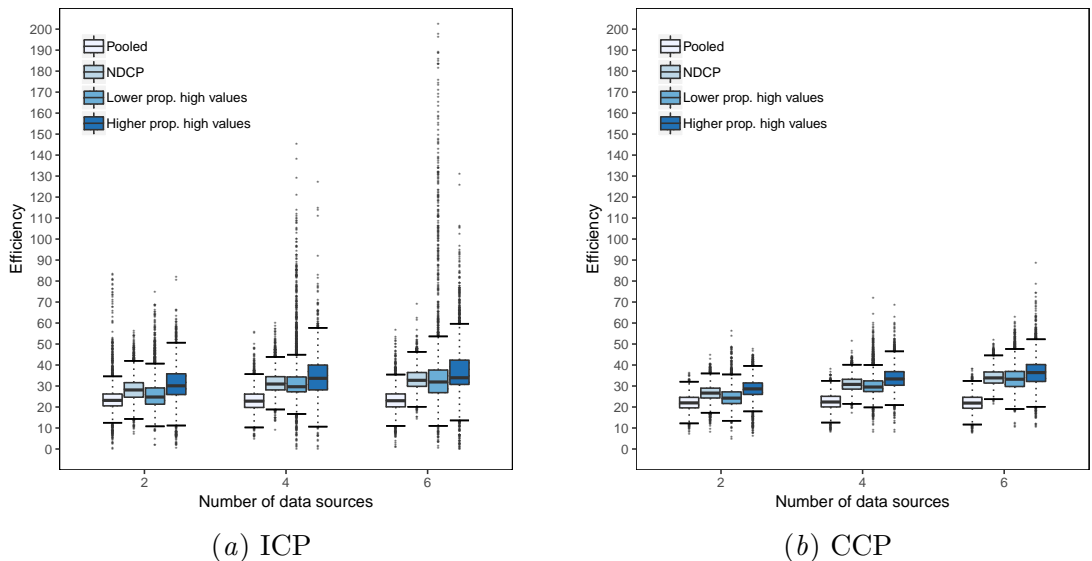 200
190
180
170
160
150
140
130
120
110
100
90
80
70
60
50
40
30
20
10
0
Efficiency
Pooled
NDCP
Lower prop. high values
Higher prop. high values
2 4 6
Number of data sources
(a) ICP
200
190
180
170
160
150
140
130
120
110
100
90
80
70
60
50
40
30
20
10
0
Efficiency
Pooled
NDCP
Lower prop. high values
Higher prop. high values
2 4 6
Number of data sources
(b) CCP